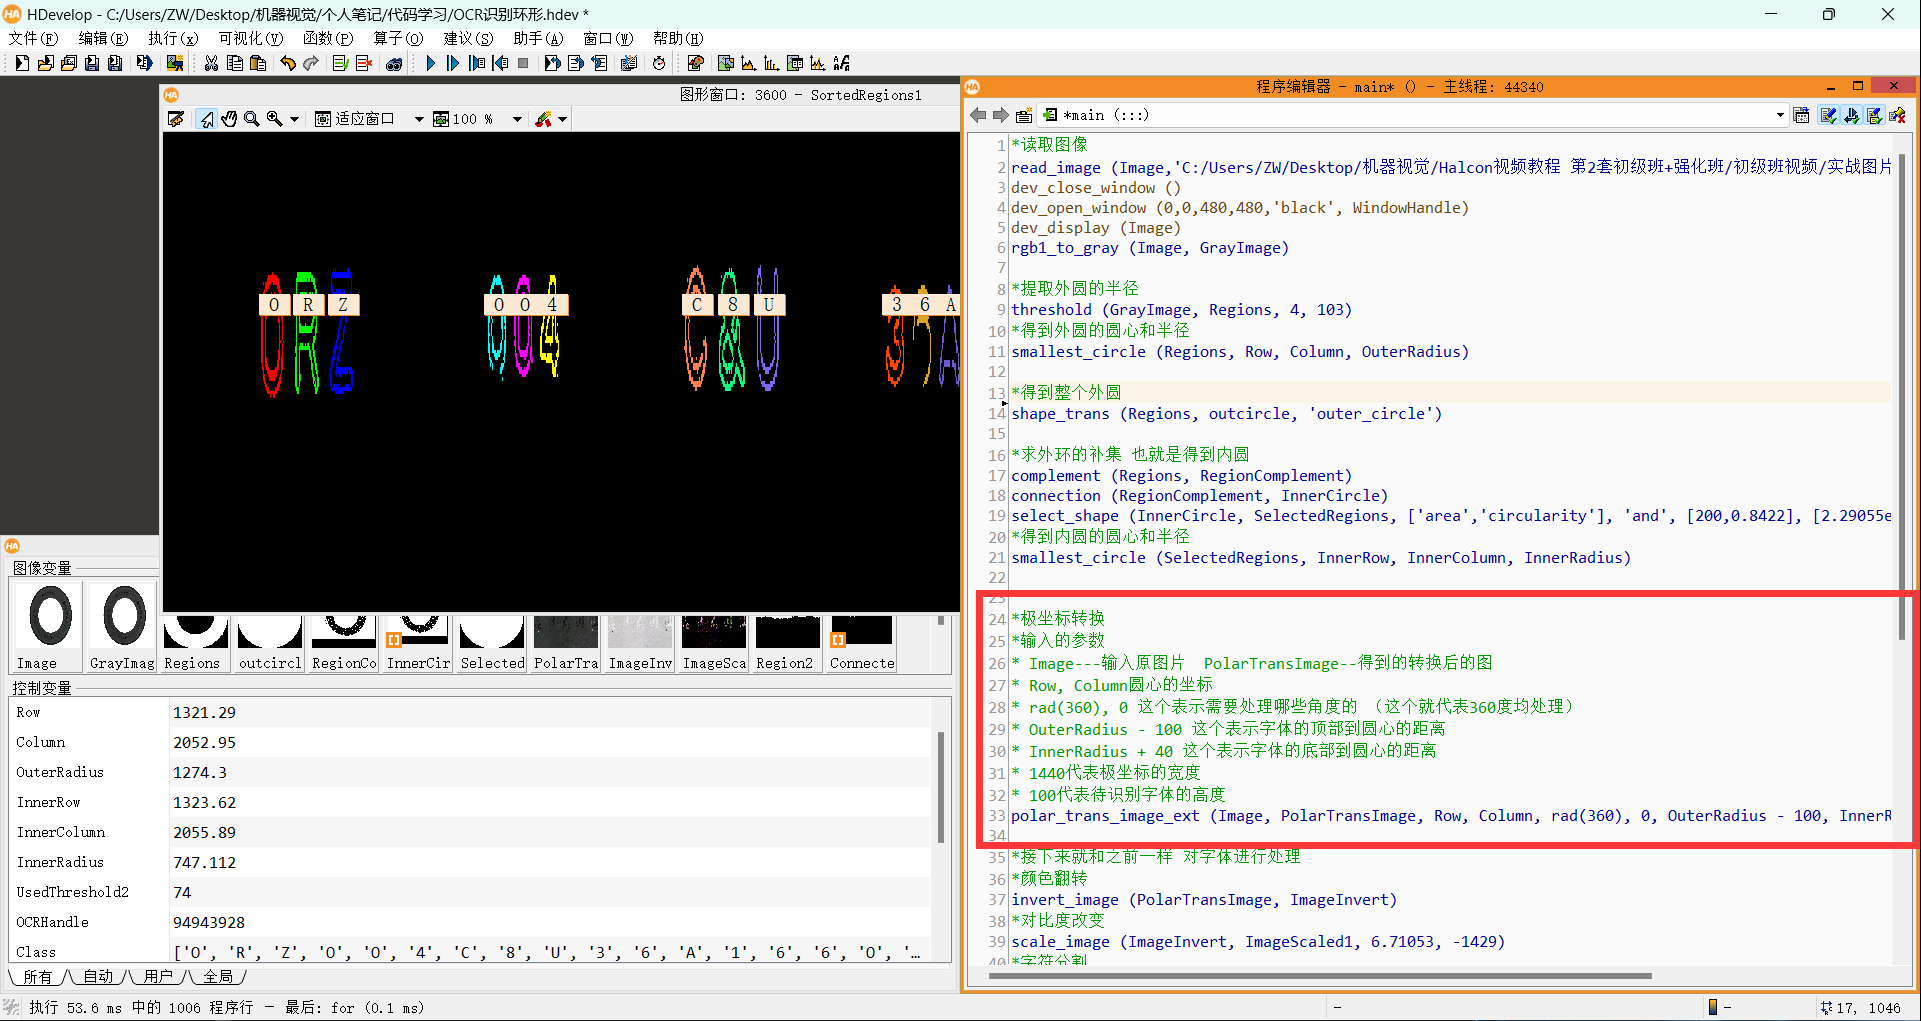 HDevelop - C:/Users/ZW/Desktop/机器视觉/个人笔记/代码学习/OCR识别环形.hdev *
文件(F) 编辑(E) 执行(x) 可视化(V) 函数(P) 算子(O) 建议(S) 助手(A) 窗口(W) 帮助(H)
图形窗口: 3600 - SortedRegions1
适应窗口 100 %
O R Z O O 4 C 8 U 3 6 A
图像变量
Image GrayImag Regions outcircl RegionCo InnerCir Selected PolarTra ImageInv ImageSca Region2 Connecte
控制变量
Row 1321.29
Column 2052.95
OuterRadius 1274.3
InnerRow 1323.62
InnerColumn 2055.89
InnerRadius 747.112
UsedThreshold2 74
OCRHandle 94943928
Class ['O', 'R', 'Z', 'O', 'O', '4', 'C', '8', 'U', '3', '6', 'A', '1', '6', '6', 'O', '...
所有 自动 用户 全局
执行 53.6 ms 中的 1006 程序行 - 最后: for (0.1 ms)
程序编辑器 - main* () - 主线程: 44340
*main (:::)
1 *读取图像
2 read_image (Image,'C:/Users/ZW/Desktop/机器视觉/Halcon视频教程 第2套初级班+强化班/初级班视频/实战图片
3 dev_close_window ()
4 dev_open_window (0,0,480,480,'black', WindowHandle)
5 dev_display (Image)
6 rgb1_to_gray (Image, GrayImage)
7
8 *提取外圆的半径
9 threshold (GrayImage, Regions, 4, 103)
10 *得到外圆的圆心和半径
11 smallest_circle (Regions, Row, Column, OuterRadius)
12
13 *得到整个外圆
14 shape_trans (Regions, outcircle, 'outer_circle')
15
16 *求外环的补集 也就是得到内圆
17 complement (Regions, RegionComplement)
18 connection (RegionComplement, InnerCircle)
19 select_shape (InnerCircle, SelectedRegions, ['area','circularity'], 'and', [200,0.8422], [2.29055e
20 *得到内圆的圆心和半径
21 smallest_circle (SelectedRegions, InnerRow, InnerColumn, InnerRadius)
22
23
24 *极坐标转换
25 *输入的参数
26 * Image---输入原图片 PolarTransImage--得到的转换后的图
27 * Row, Column圆心的坐标
28 * rad(360), 0 这个表示需要处理哪些角度的 （这个就代表360度均处理）
29 * OuterRadius - 100 这个表示字体的顶部到圆心的距离
30 * InnerRadius + 40 这个表示字体的底部到圆心的距离
31 * 1440代表极坐标的宽度
32 * 100代表待识别字体的高度
33 polar_trans_image_ext (Image, PolarTransImage, Row, Column, rad(360), 0, OuterRadius - 100, InnerR
34
35 *接下来就和之前一样 对字体进行处理
36 *颜色翻转
37 invert_image (PolarTransImage, ImageInvert)
38 *对比度改变
39 scale_image (ImageInvert, ImageScaled1, 6.71053, -1429)
40 *字符分割
- - 17, 1046